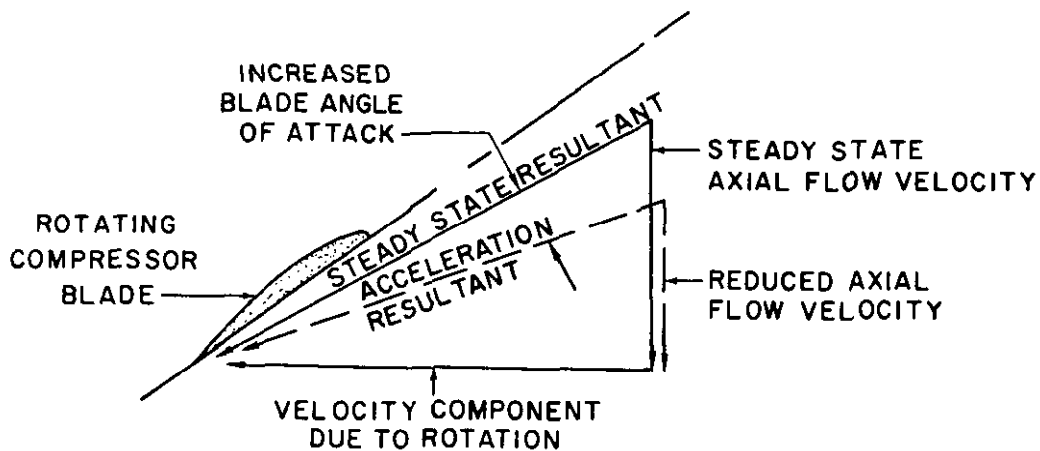 INCREASED
BLADE ANGLE
OF ATTACK
STEADY STATE RESULTANT
STEADY STATE
AXIAL FLOW VELOCITY
ROTATING
COMPRESSOR
BLADE
ACCELERATION
RESULTANT
REDUCED AXIAL
FLOW VELOCITY
VELOCITY COMPONENT
DUE TO ROTATION